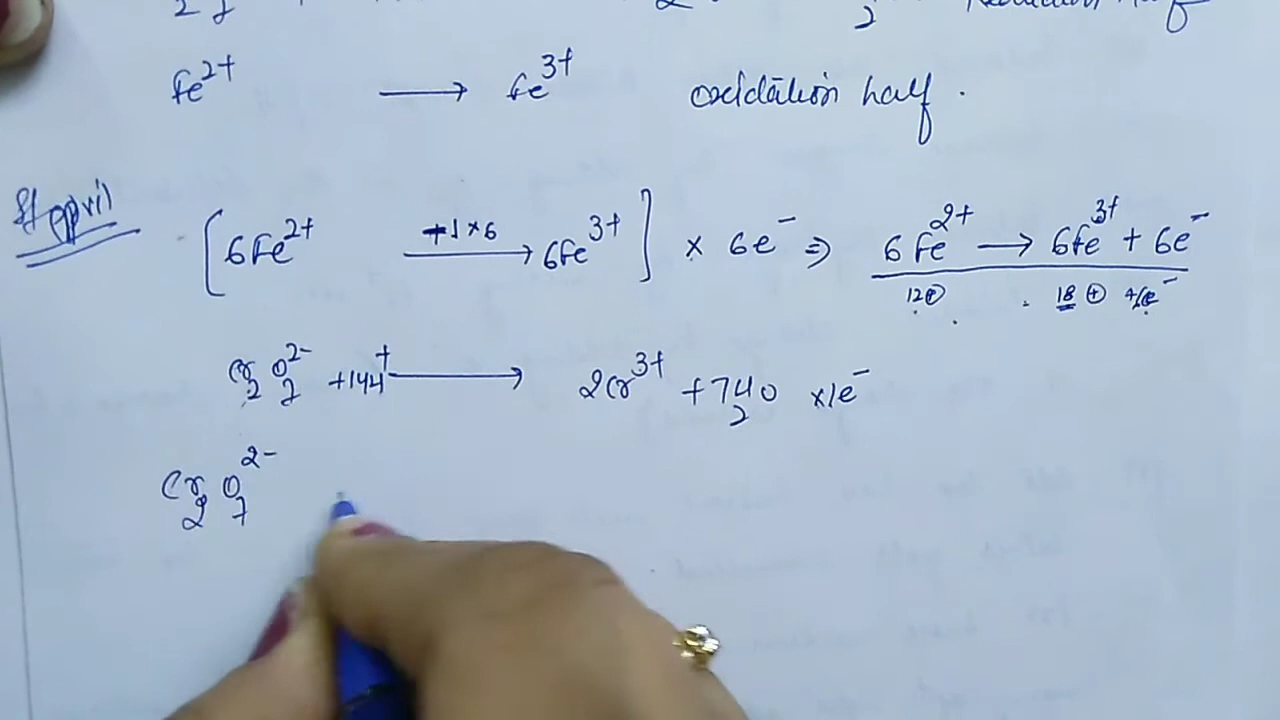 Fe²⁺ ⟶ Fe³⁺ oxidation half.
[6Fe²⁺ +1×6⟶ 6Fe³⁺] × 6e⁻ ⇒ 6Fe²⁺ ⟶ 6Fe³⁺ + 6e⁻
12⊕ 18⊕
Cr₂O₇²⁻ +14H⁺ ⟶ 2Cr³⁺ + 7H₂O ×1e⁻
Cr₂O₇²⁻